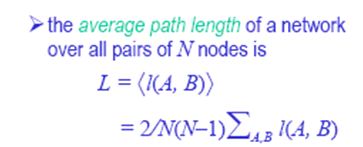 ➢ the average path length of a network
over all pairs of N nodes is
L = ⟨l(A, B)⟩
= 2/N(N–1)∑A,B l(A, B)